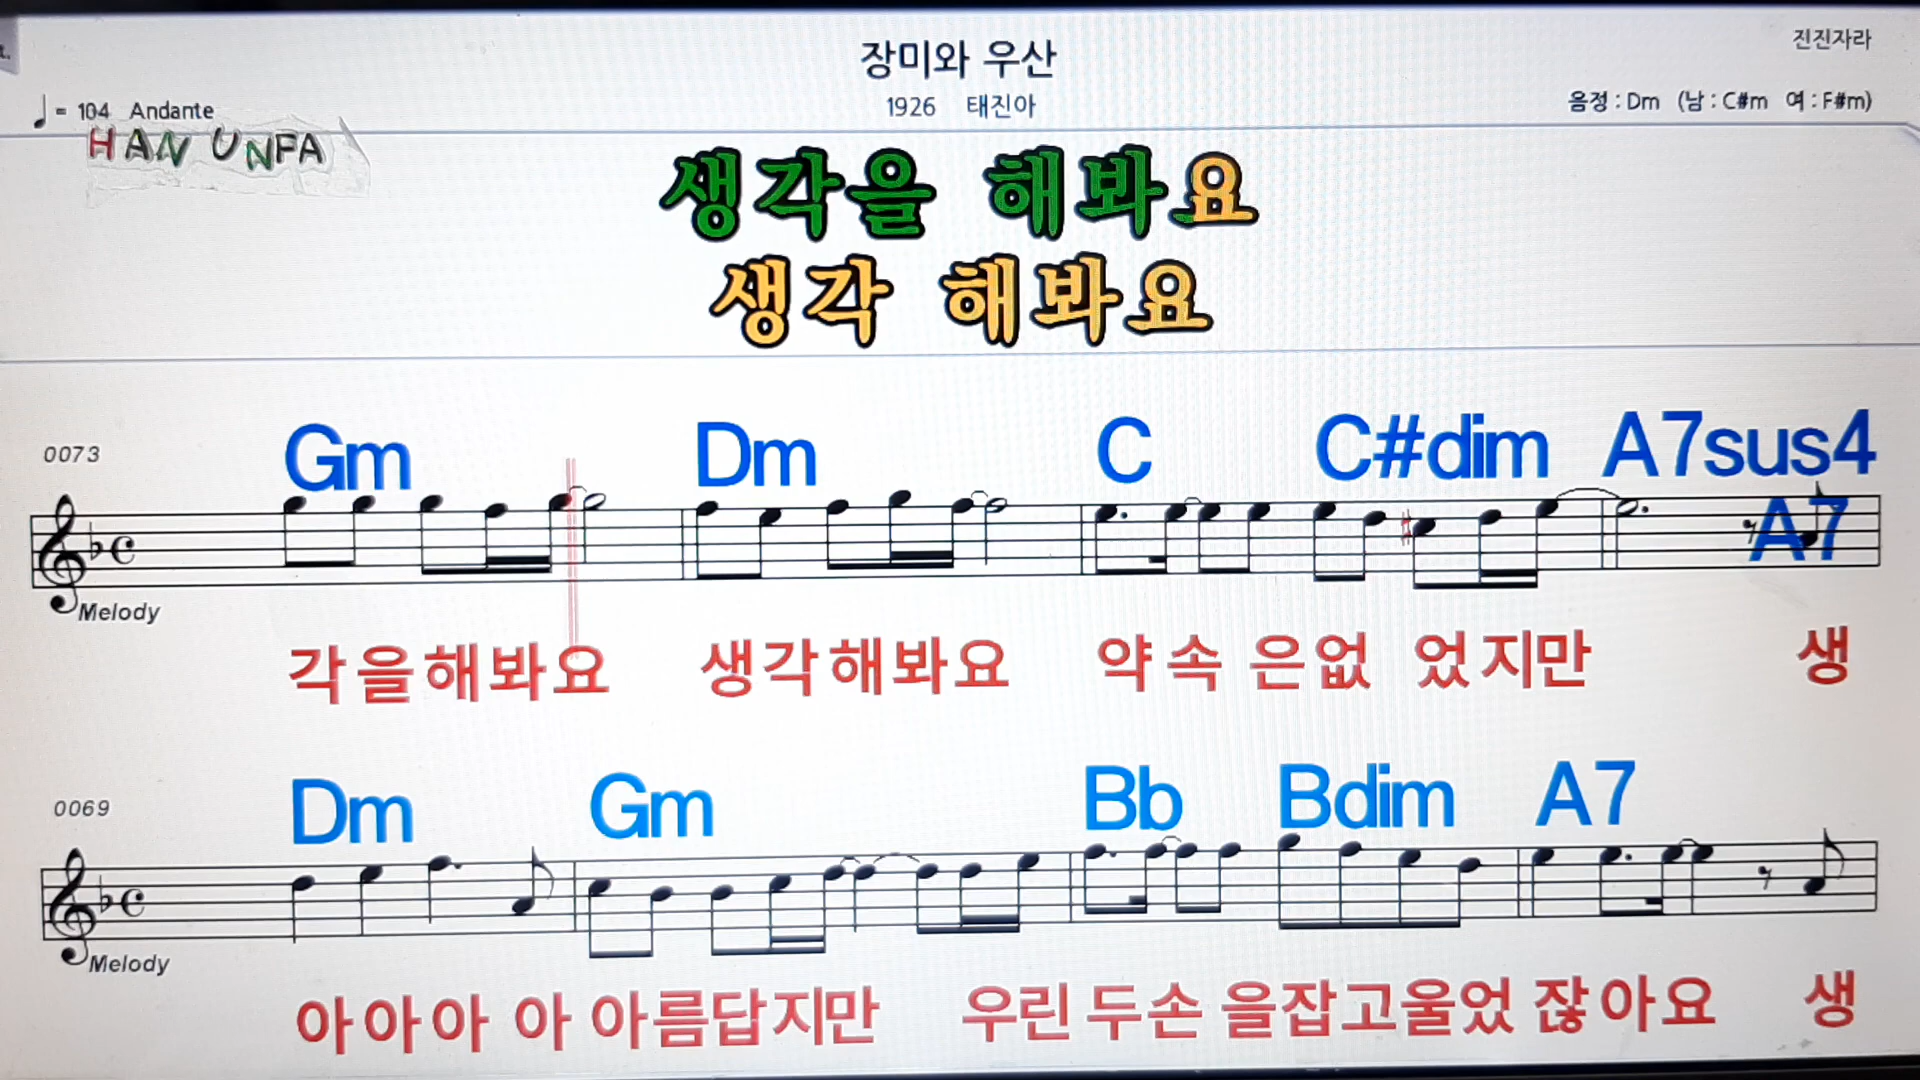 장미와 우산
진진자라
♩= 104 Andante
1926 태진아
음정 : Dm (남 : C#m 여 : F#m)
HAN UNFA
생각을 해봐요
생각 해봐요
0073
Gm Dm C C#dim A7sus4
A7
Melody
각을해봐요 생각해봐요 약속은없었지만 생
0069
Dm Gm Bb Bdim A7
Melody
아아아 아 아름답지만 우린두손을잡고울었잖아요 생